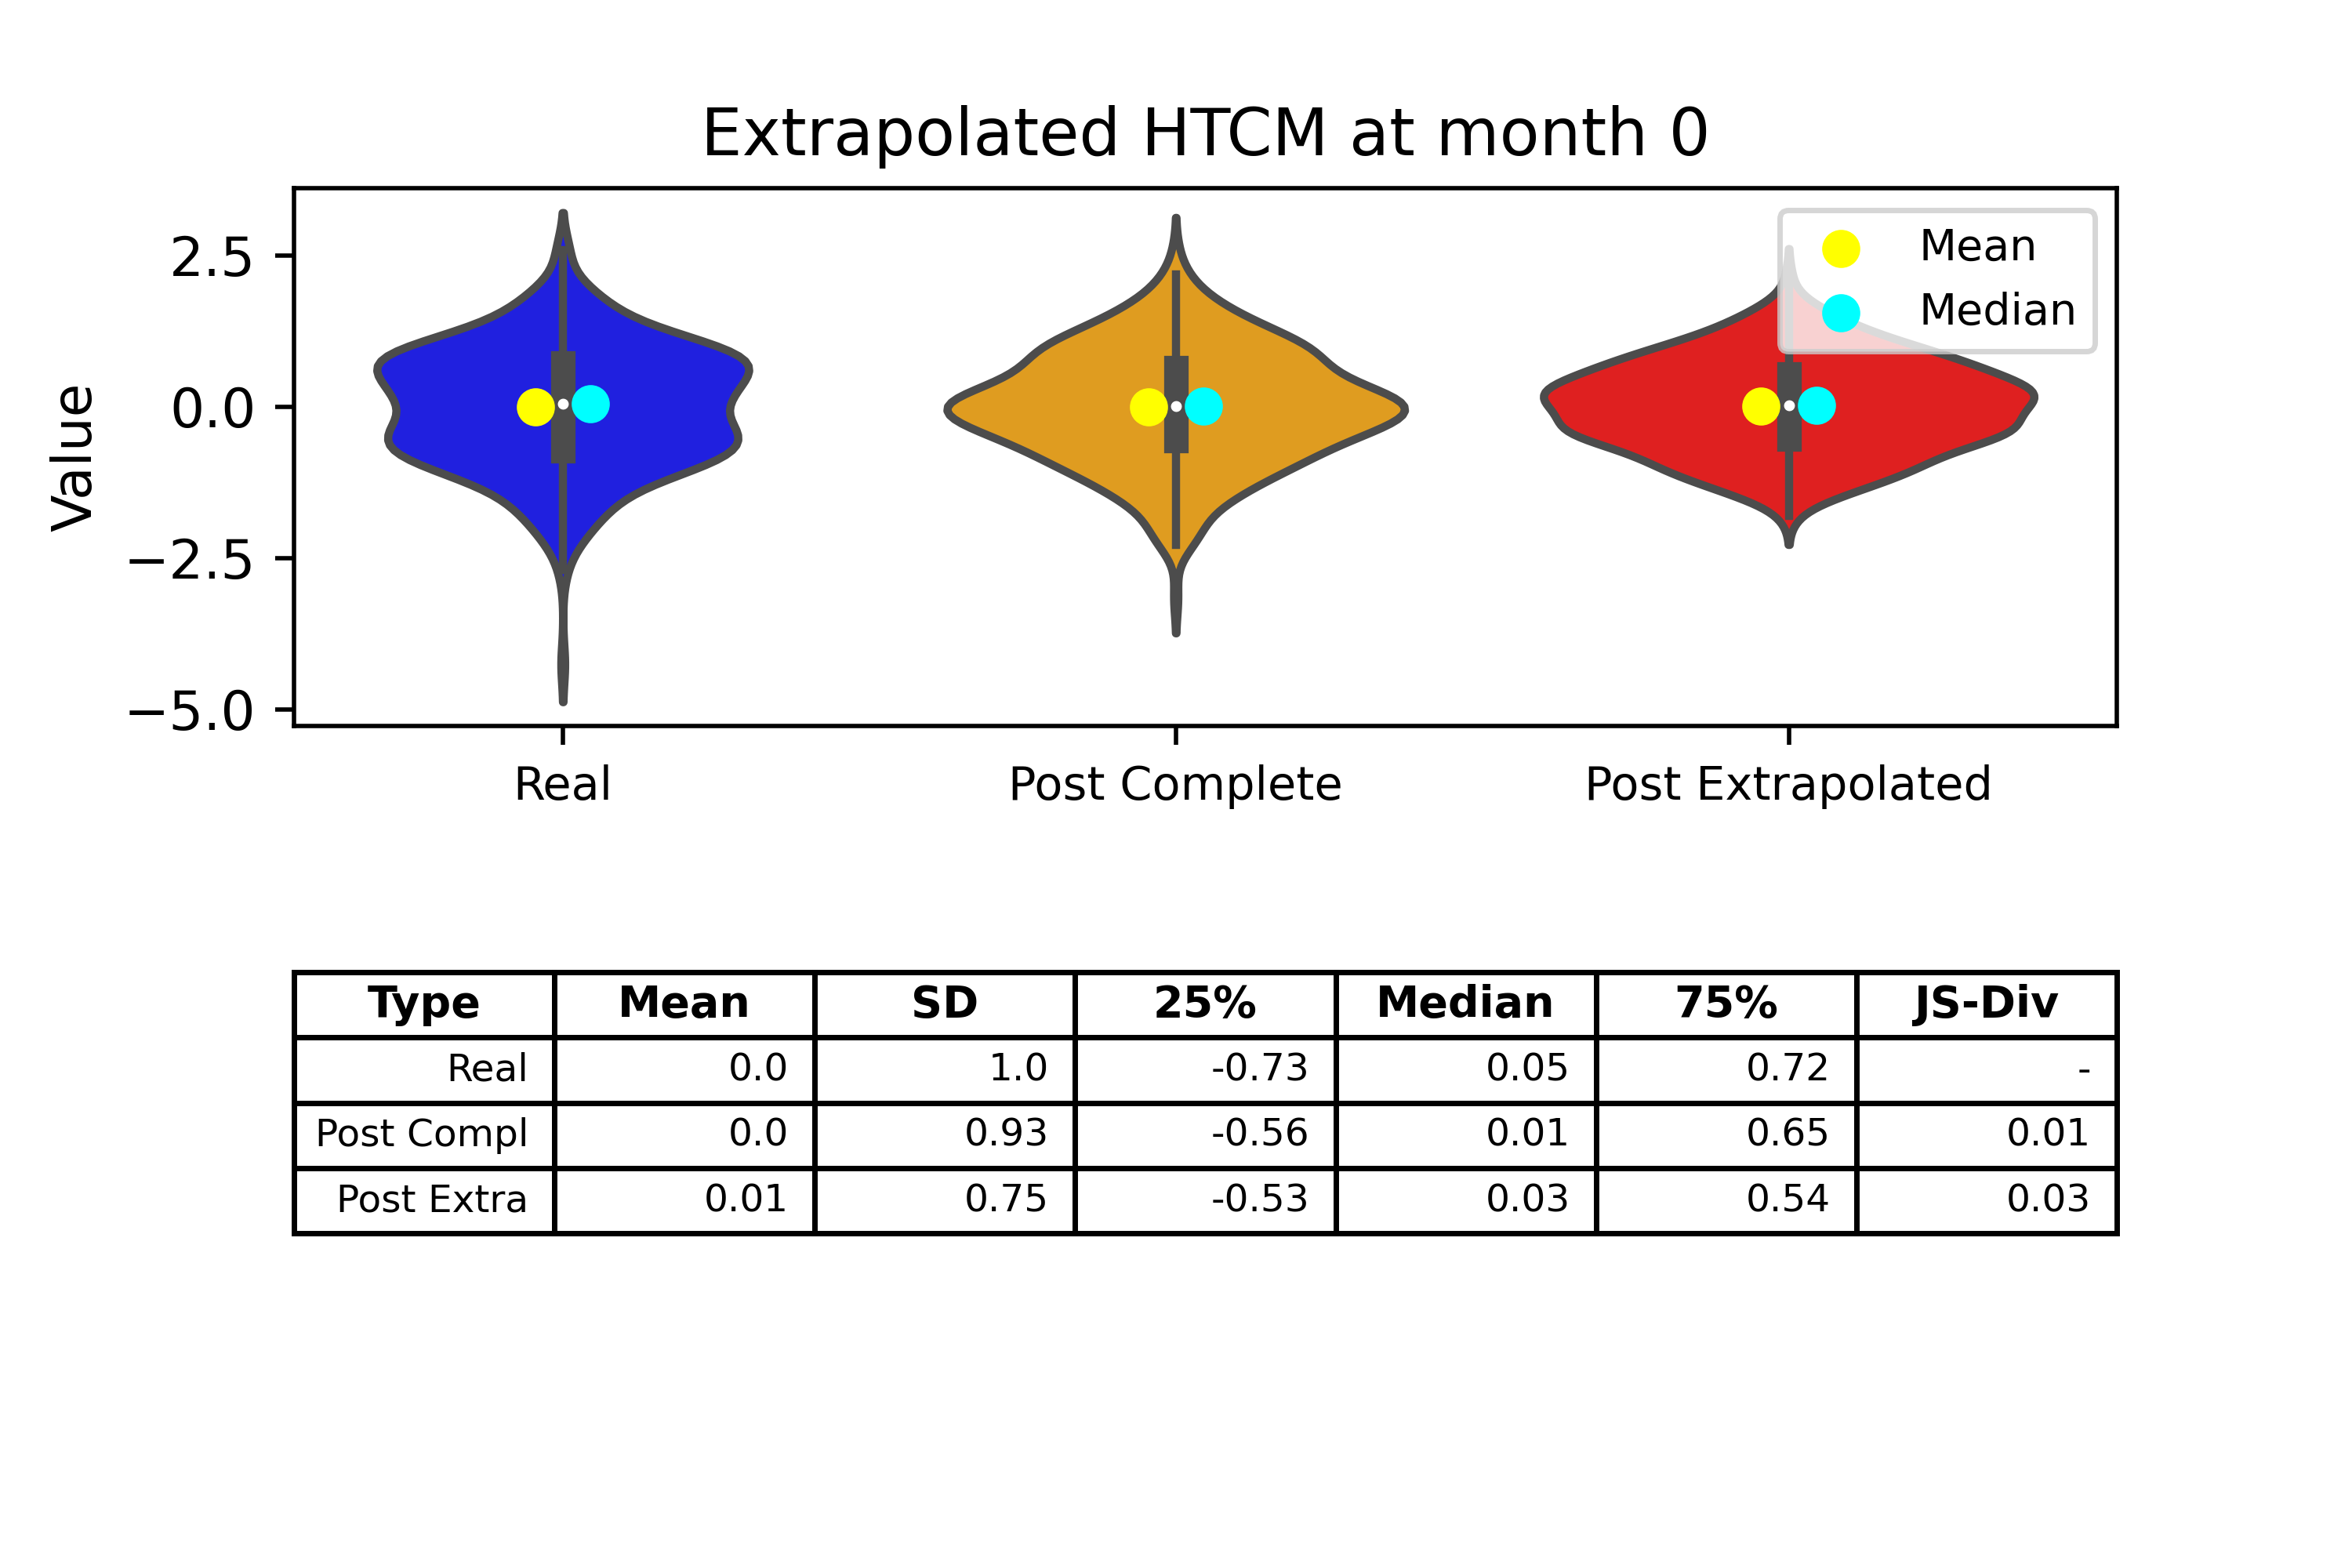 Extrapolated HTCM at month 0
Mean
Median
Value
2.5
0.0
−2.5
−5.0
Real Post Complete Post Extrapolated
Type Mean SD 25% Median 75% JS-Div
Real 0.0 1.0 -0.73 0.05 0.72 -
Post Compl 0.0 0.93 -0.56 0.01 0.65 0.01
Post Extra 0.01 0.75 -0.53 0.03 0.54 0.03